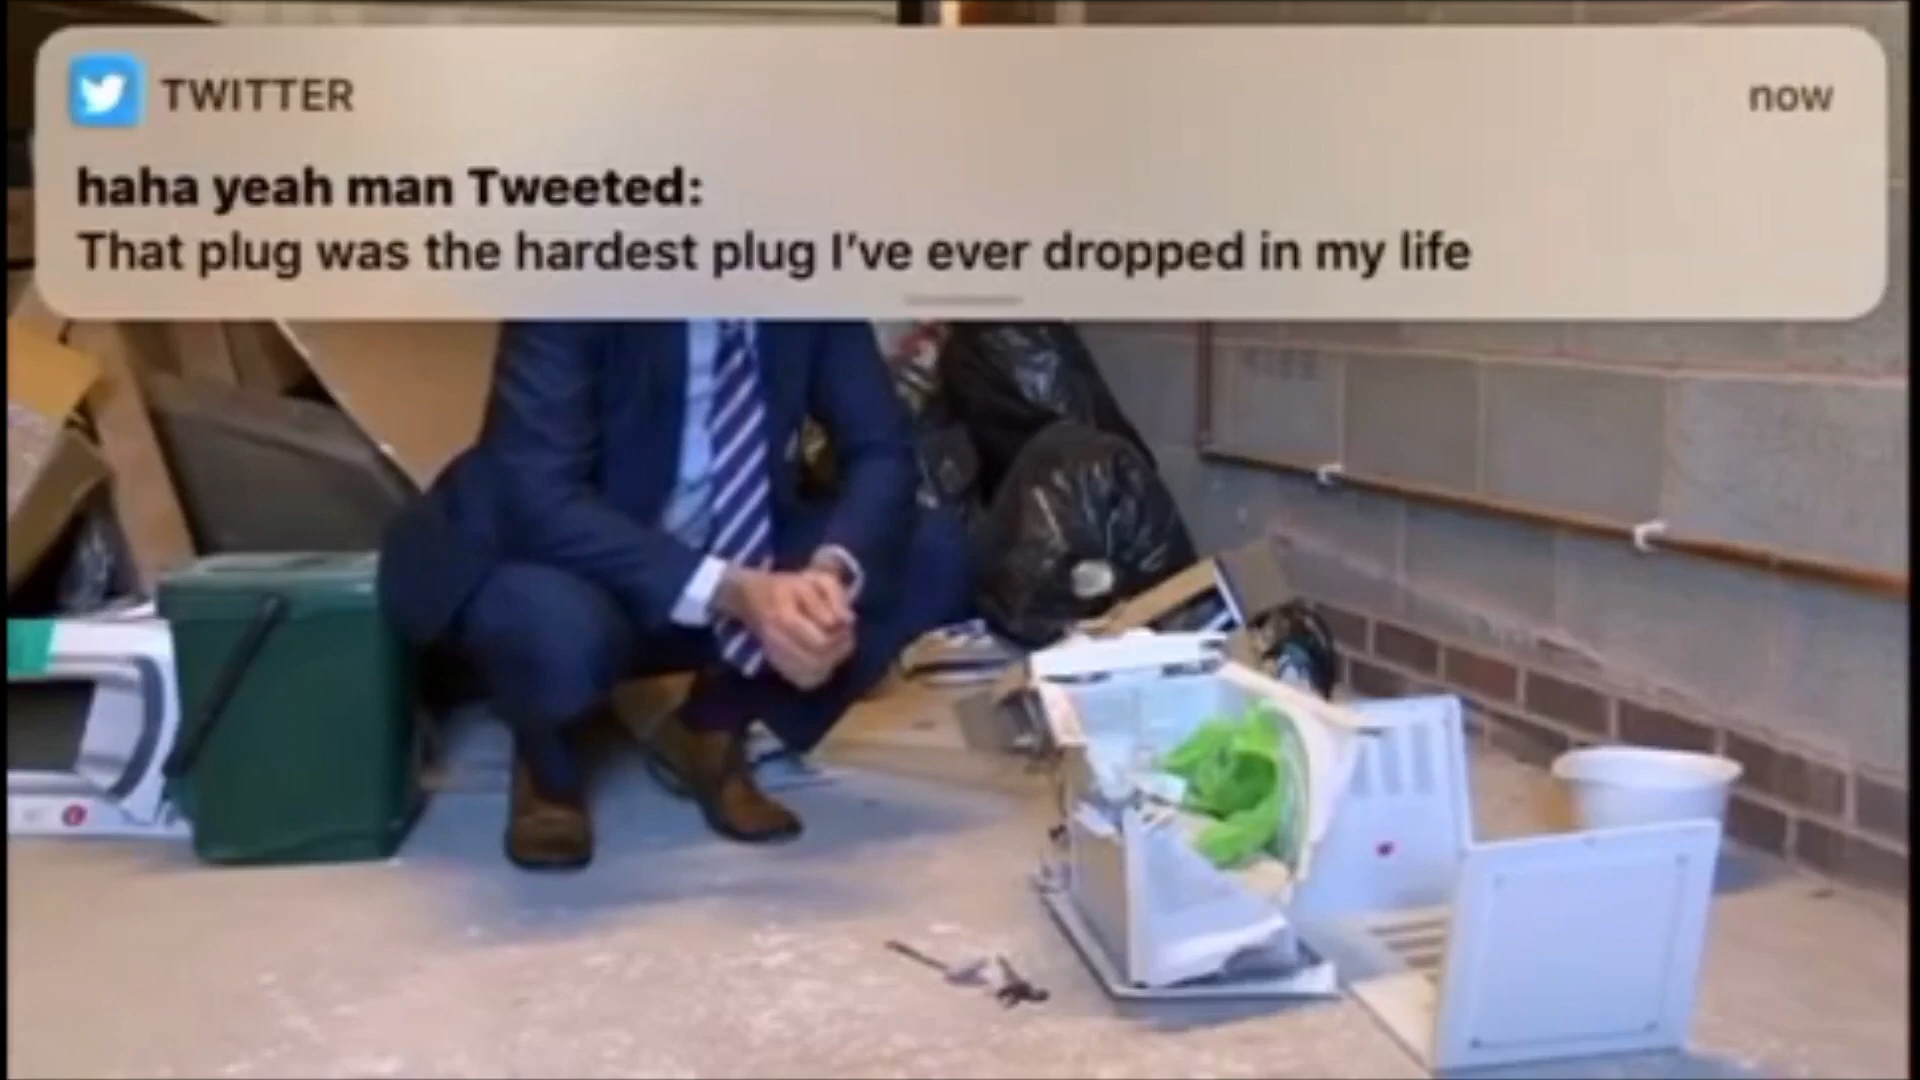 TWITTER now
haha yeah man Tweeted:
That plug was the hardest plug I've ever dropped in my life